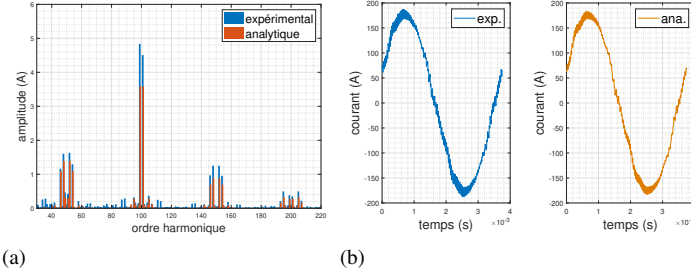 6
5
4
3
2
1
0
amplitude (A)
expérimental
analytique
40 60 80 100 120 140 160 180 200 220
ordre harmonique
(a)
200
150
100
50
0
-50
-100
-150
-200
courant (A)
exp.
0 1 2 3 4
×10⁻³
temps (s)
200
150
100
50
0
-50
-100
-150
-200
courant (A)
ana.
0 1 2 3
temps (s)
(b)